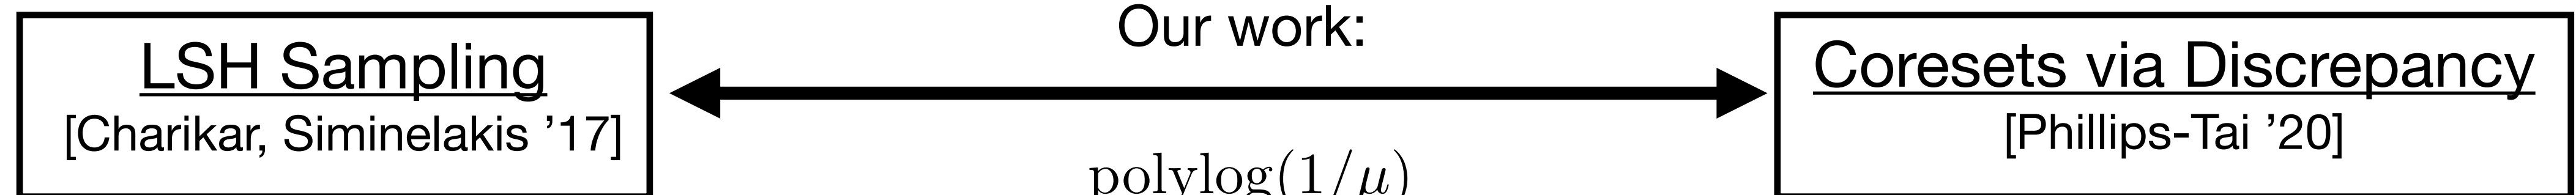 LSH Sampling
[Charikar, Siminelakis ’17]
Our work:
polylog(1/μ)
Coresets via Discrepancy
[Phillips-Tai ’20]